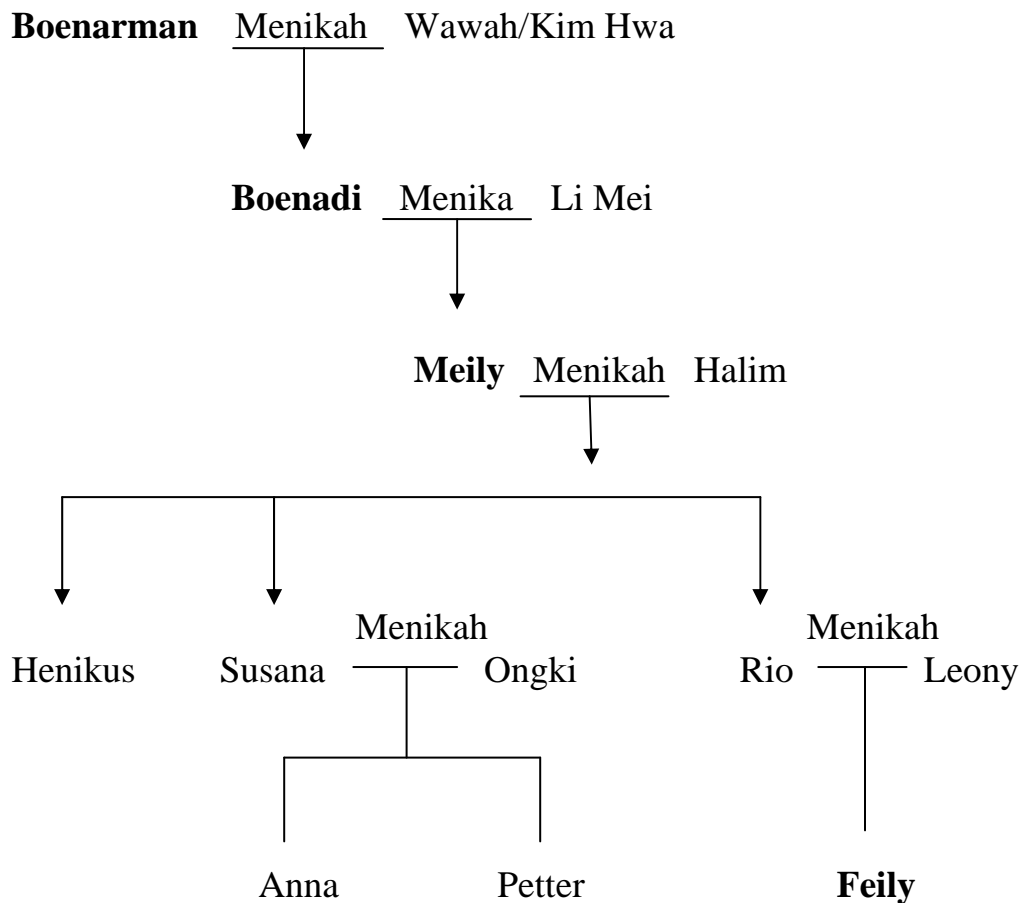 Boenarman Menikah Wawah/Kim Hwa
Boenadi Menika Li Mei
Meily Menikah Halim
Menikah Menikah
Henikus Susana Ongki Rio Leony
Anna Petter Feily